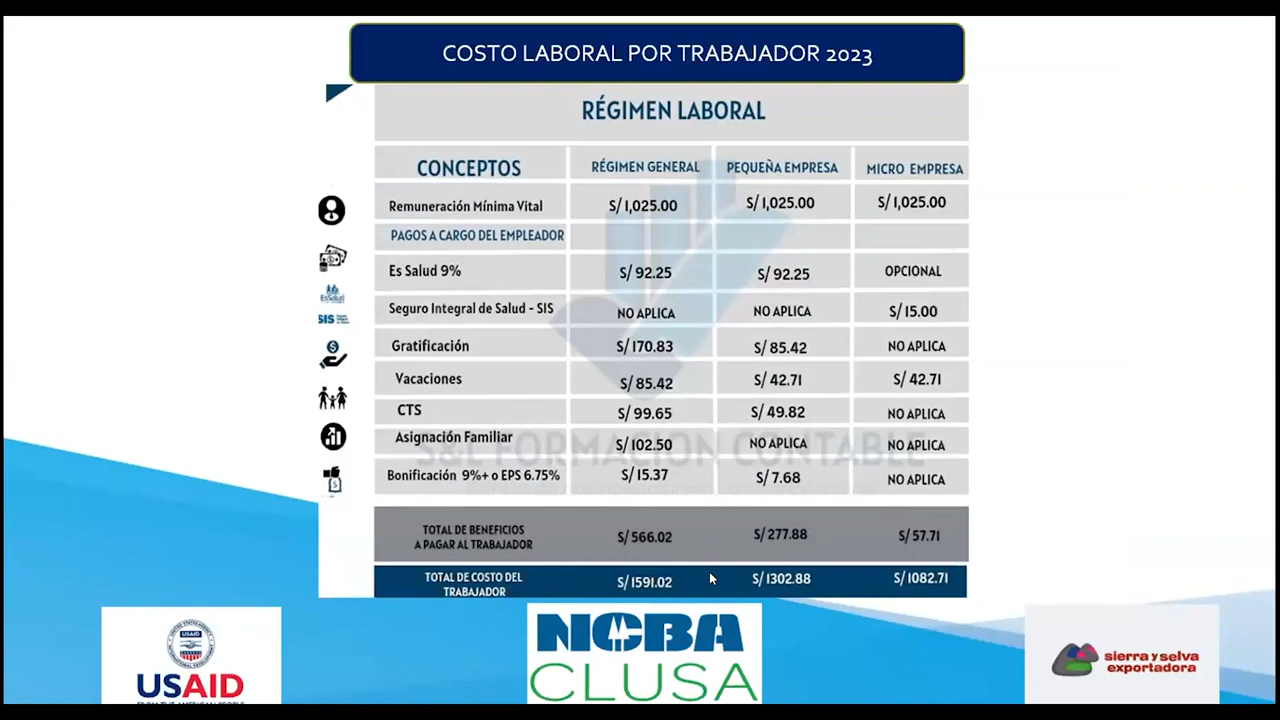 COSTO LABORAL POR TRABAJADOR 2023
RÉGIMEN LABORAL
CONCEPTOS RÉGIMEN GENERAL PEQUEÑA EMPRESA MICRO EMPRESA
Remuneración Mínima Vital S/ 1,025.00 S/ 1,025.00 S/ 1,025.00
PAGOS A CARGO DEL EMPLEADOR
Es Salud 9% S/ 92.25 S/ 92.25 OPCIONAL
EsSalud
Seguro Integral de Salud - SIS NO APLICA NO APLICA S/ 15.00
SIS
Gratificación S/ 170.83 S/ 85.42 NO APLICA
Vacaciones S/ 85.42 S/ 42.71 S/ 42.71
CTS S/ 99.65 S/ 49.82 NO APLICA
Asignación Familiar S/ 102.50 NO APLICA NO APLICA
S&L FORMACION CONTABLE
Bonificación 9%+ o EPS 6.75% S/ 15.37 S/ 7.68 NO APLICA
TOTAL DE BENEFICIOS
A PAGAR AL TRABAJADOR S/ 566.02 S/ 277.88 S/ 57.71
TOTAL DE COSTO DEL
TRABAJADOR S/ 1591.02 S/ 1302.88 S/ 1082.71
USAID
USAID
NCBA
CLUSA
sierra y selva
exportadora